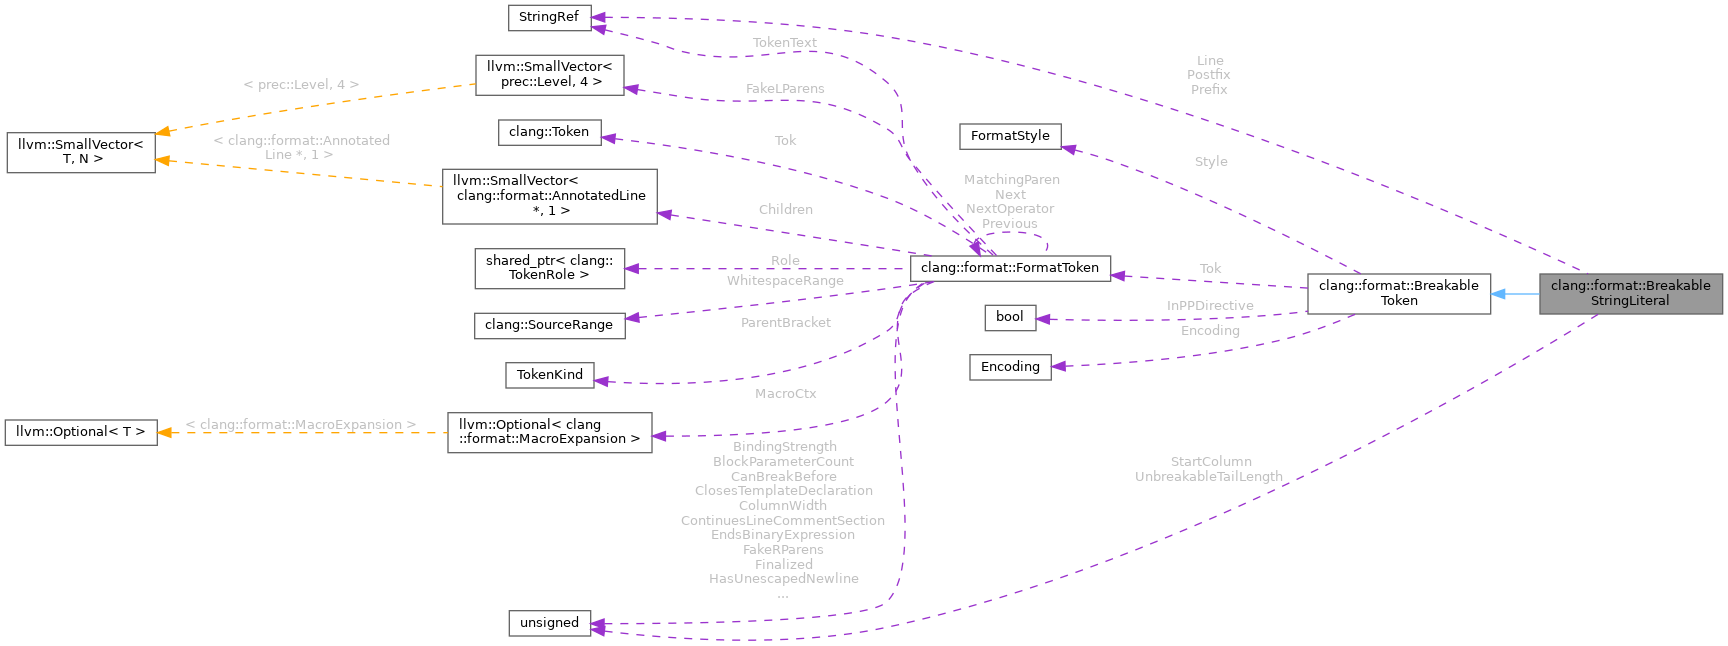 StringRef
TokenText
Line
Postfix
Prefix
llvm::SmallVector<
prec::Level, 4 >
< prec::Level, 4 >
FakeLParens
clang::Token
Tok
FormatStyle
llvm::SmallVector<
T, N >
< clang::format::Annotated
Line *, 1 >
Style
llvm::SmallVector<
clang::format::AnnotatedLine
*, 1 >
MatchingParen
Next
NextOperator
Previous
Children
shared_ptr< clang::
TokenRole >
Role
clang::format::FormatToken
Tok
WhitespaceRange
clang::format::Breakable
Token
clang::format::Breakable
StringLiteral
clang::SourceRange
ParentBracket
bool
InPPDirective
Encoding
Encoding
TokenKind
MacroCtx
llvm::Optional< T >
< clang::format::MacroExpansion >
llvm::Optional< clang
::format::MacroExpansion >
BindingStrength
BlockParameterCount
CanBreakBefore
ClosesTemplateDeclaration
ColumnWidth
ContinuesLineCommentSection
EndsBinaryExpression
FakeRParens
Finalized
HasUnescapedNewline
...
StartColumn
UnbreakableTailLength
unsigned